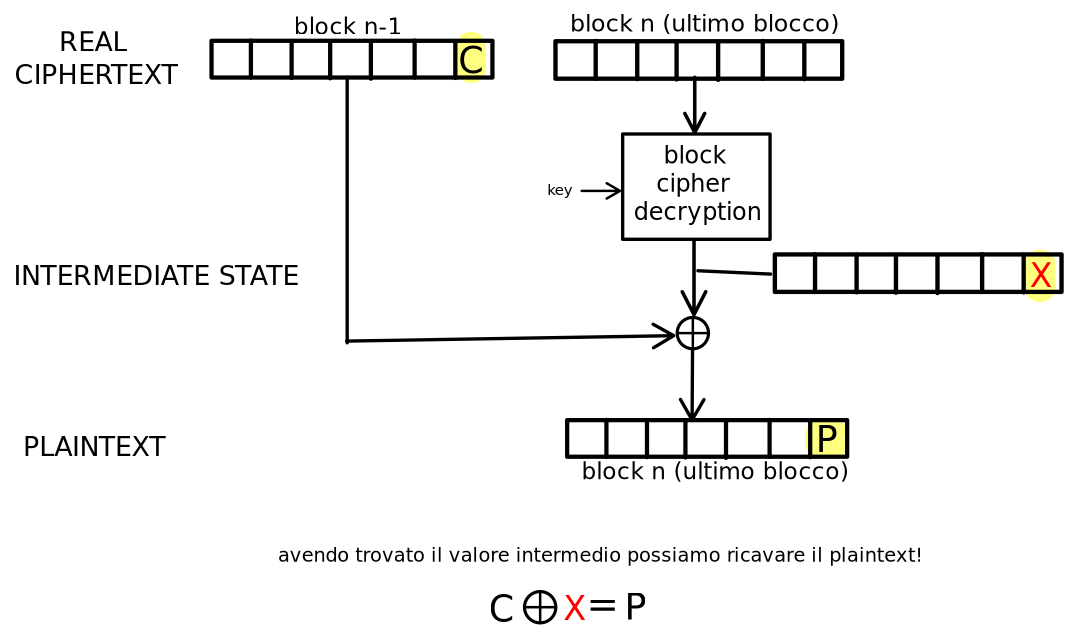 block n-1
block n (ultimo blocco)
REAL
CIPHERTEXT
C
block
cipher
decryption
key
INTERMEDIATE STATE
X
PLAINTEXT
P
block n (ultimo blocco)
avendo trovato il valore intermedio possiamo ricavare il plaintext!
C ⊕ X = P